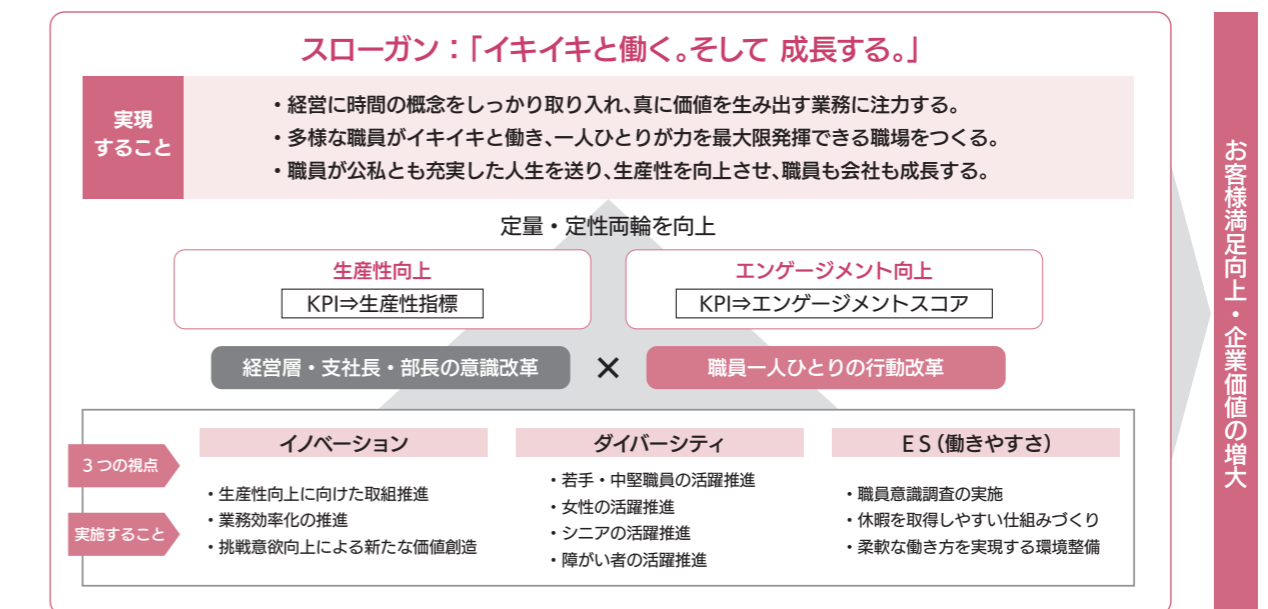 スローガン：「イキイキと働く。そして 成長する。」
実現
すること
・経営に時間の概念をしっかり取り入れ、真に価値を生み出す業務に注力する。
・多様な職員がイキイキと働き、一人ひとりが力を最大限発揮できる職場をつくる。
・職員が公私とも充実した人生を送り、生産性を向上させ、職員も会社も成長する。
定量・定性両輪を向上
生産性向上
KPI⇒生産性指標
エンゲージメント向上
KPI⇒エンゲージメントスコア
経営層・支社長・部長の意識改革
×
職員一人ひとりの行動改革
3つの視点
実施すること
イノベーション
・生産性向上に向けた取組推進
・業務効率化の推進
・挑戦意欲向上による新たな価値創造
ダイバーシティ
・若手・中堅職員の活躍推進
・女性の活躍推進
・シニアの活躍推進
・障がい者の活躍推進
ＥＳ（働きやすさ）
・職員意識調査の実施
・休暇を取得しやすい仕組みづくり
・柔軟な働き方を実現する環境整備
お客様満足向上・企業価値の増大